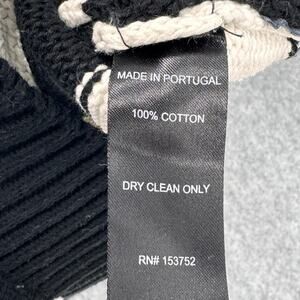 MADE IN PORTUGAL
100% COTTON
DRY CLEAN ONLY
RN# 153752